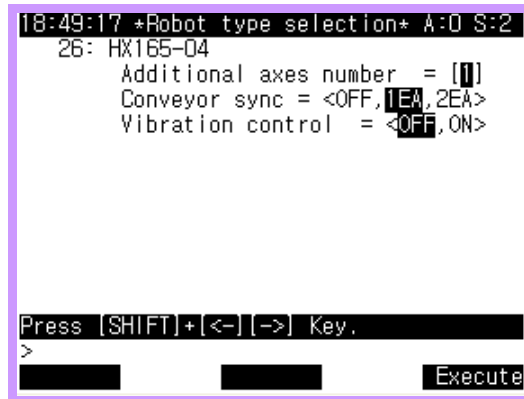 18:49:17 *Robot type selection* A:0 S:2
26: HX165-04
Additional axes number = [1]
Conveyor sync = <OFF,1EA,2EA>
Vibration control = <OFF,ON>
Press [SHIFT]+[<-][->] Key.
>
Execute